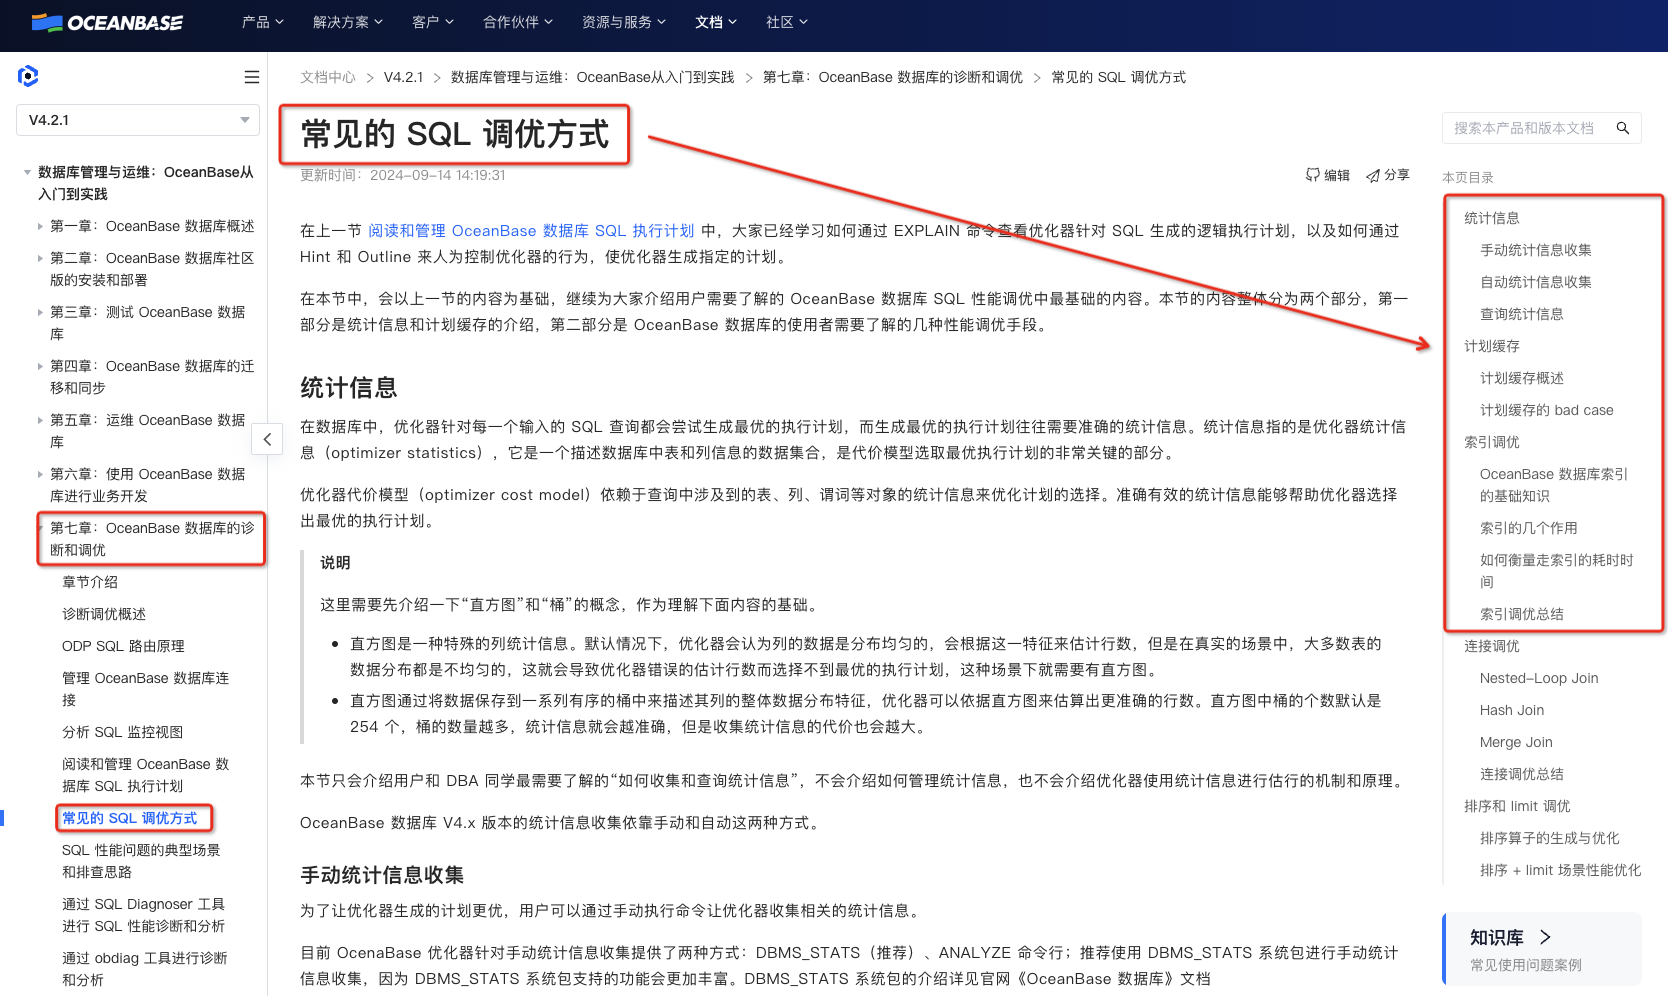 OCEANBASE
产品 解决方案 客户 合作伙伴 资源与服务 文档 社区
V4.2.1
数据库管理与运维：OceanBase从
入门到实践
第一章：OceanBase 数据库概述
第二章：OceanBase 数据库社区
版的安装和部署
第三章：测试 OceanBase 数据
库
第四章：OceanBase 数据库的迁
移和同步
第五章：运维 OceanBase 数据
库
第六章：使用 OceanBase 数据
库进行业务开发
第七章：OceanBase 数据库的诊
断和调优
章节介绍
诊断调优概述
ODP SQL 路由原理
管理 OceanBase 数据库连
接
分析 SQL 监控视图
阅读和管理 OceanBase 数
据库 SQL 执行计划
常见的 SQL 调优方式
SQL 性能问题的典型场景
和排查思路
通过 SQL Diagnoser 工具
进行 SQL 性能诊断和分析
通过 obdiag 工具进行诊断
和分析
文档中心 > V4.2.1 > 数据库管理与运维：OceanBase从入门到实践 > 第七章：OceanBase 数据库的诊断和调优 > 常见的 SQL 调优方式
常见的 SQL 调优方式
更新时间：2024-09-14 14:19:31
编辑 分享
在上一节 阅读和管理 OceanBase 数据库 SQL 执行计划 中，大家已经学习如何通过 EXPLAIN 命令查看优化器针对 SQL 生成的逻辑执行计划，以及如何通过
Hint 和 Outline 来人为控制优化器的行为，使优化器生成指定的计划。
在本节中，会以上一节的内容为基础，继续为大家介绍用户需要了解的 OceanBase 数据库 SQL 性能调优中最基础的内容。本节的内容整体分为两个部分，第一
部分是统计信息和计划缓存的介绍，第二部分是 OceanBase 数据库的使用者需要了解的几种性能调优手段。
统计信息
在数据库中，优化器针对每一个输入的 SQL 查询都会尝试生成最优的执行计划，而生成最优的执行计划往往需要准确的统计信息。统计信息指的是优化器统计信
息（optimizer statistics），它是一个描述数据库中表和列信息的数据集合，是代价模型选取最优执行计划的非常关键的部分。
优化器代价模型（optimizer cost model）依赖于查询中涉及到的表、列、谓词等对象的统计信息来优化计划的选择。准确有效的统计信息能够帮助优化器选择
出最优的执行计划。
说明
这里需要先介绍一下“直方图”和“桶”的概念，作为理解下面内容的基础。
• 直方图是一种特殊的列统计信息。默认情况下，优化器会认为列的数据是分布均匀的，会根据这一特征来估计行数，但是在真实的场景中，大多数表的
数据分布都是不均匀的，这就会导致优化器错误的估计行数而选择不到最优的执行计划，这种场景下就需要有直方图。
• 直方图通过将数据保存到一系列有序的桶中来描述其列的整体数据分布特征，优化器可以依据直方图来估算出更准确的行数。直方图中桶的个数默认是
254 个，桶的数量越多，统计信息就会越准确，但是收集统计信息的代价也会越大。
本节只会介绍用户和 DBA 同学最需要了解的“如何收集和查询统计信息”，不会介绍如何管理统计信息，也不会介绍优化器使用统计信息进行估行的机制和原理。
OceanBase 数据库 V4.x 版本的统计信息收集依靠手动和自动这两种方式。
手动统计信息收集
为了让优化器生成的计划更优，用户可以通过手动执行命令让优化器收集相关的统计信息。
目前 OcenaBase 优化器针对手动统计信息收集提供了两种方式：DBMS_STATS（推荐）、ANALYZE 命令行；推荐使用 DBMS_STATS 系统包进行手动统计
信息收集，因为 DBMS_STATS 系统包支持的功能会更加丰富。DBMS_STATS 系统包的介绍详见官网《OceanBase 数据库》文档
搜索本产品和版本文档
本页目录
统计信息
手动统计信息收集
自动统计信息收集
查询统计信息
计划缓存
计划缓存概述
计划缓存的 bad case
索引调优
OceanBase 数据库索引
的基础知识
索引的几个作用
如何衡量走索引的耗时时
间
索引调优总结
连接调优
Nested-Loop Join
Hash Join
Merge Join
连接调优总结
排序和 limit 调优
排序算子的生成与优化
排序 + limit 场景性能优化
知识库 >
常见使用问题案例